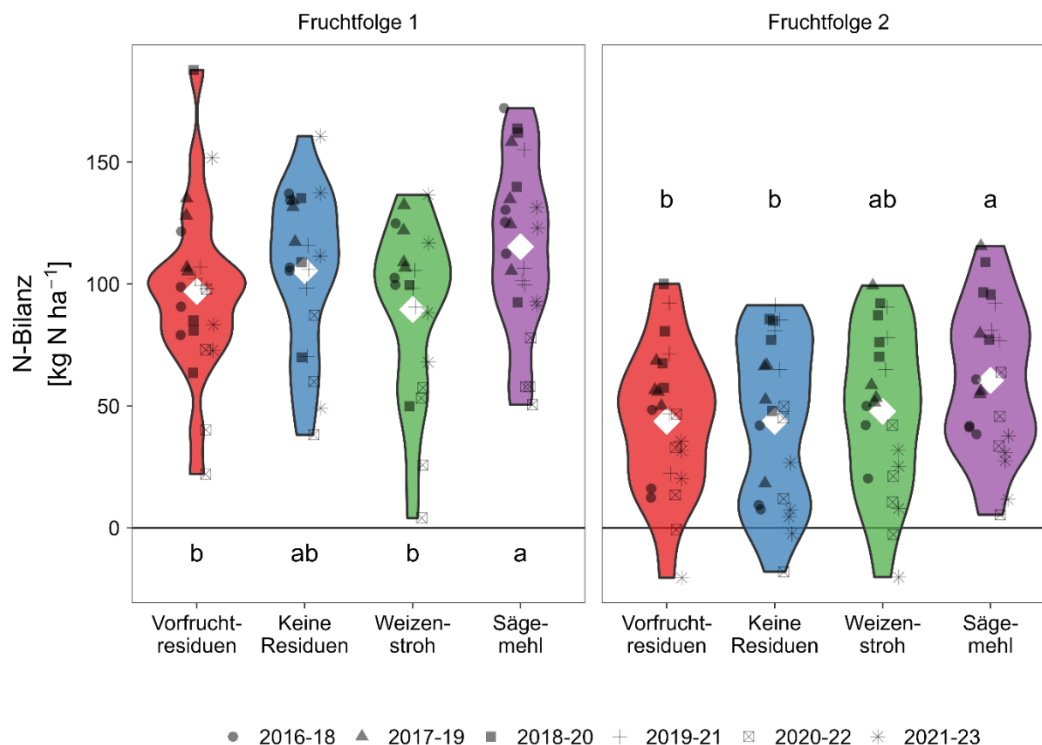 Fruchtfolge 1
Fruchtfolge 2
N-Bilanz
[kg N ha⁻¹]
150
100
50
0
b
ab
b
a
b
b
ab
a
Vorfrucht-
residuen
Keine
Residuen
Weizen-
stroh
Säge-
mehl
Vorfrucht-
residuen
Keine
Residuen
Weizen-
stroh
Säge-
mehl
2016-18 2017-19 2018-20 2019-21 2020-22 2021-23